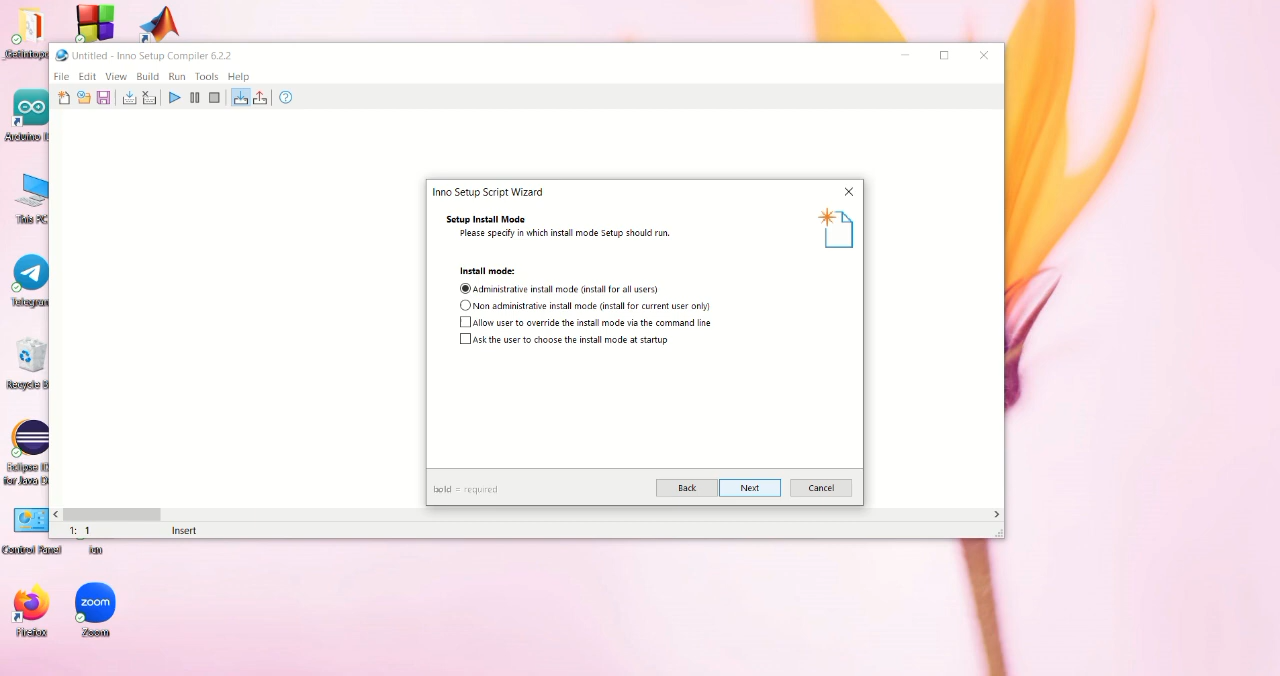 Untitled - Inno Setup Compiler 6.2.2
File Edit View Build Run Tools Help
Inno Setup Script Wizard
Setup Install Mode
Please specify in which install mode Setup should run.
Install mode:
Administrative install mode (install for all users)
Non administrative install mode (install for current user only)
Allow user to override the install mode via the command line
Ask the user to choose the install mode at startup
bold = required
Back Next Cancel
1: 1 Insert
Arduino I
This PC
Telegram
Recycle B
Eclipse ID
for Java D
Control Panel
Firefox
zoom
Zoom